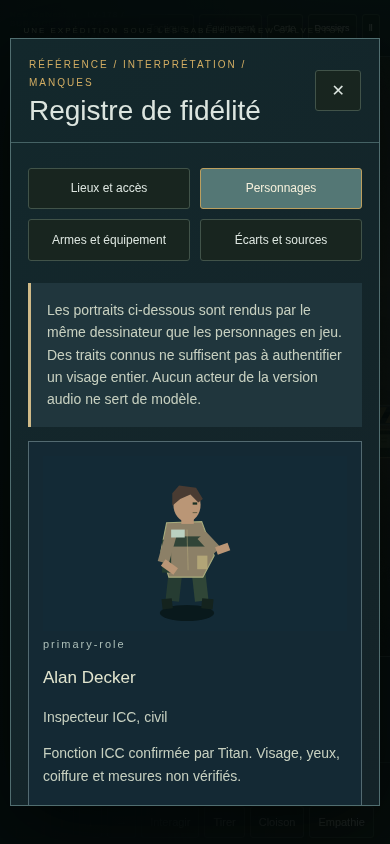 RÉFÉRENCE / INTERPRÉTATION /
MANQUES
Registre de fidélité
✕
Lieux et accès
Personnages
Armes et équipement
Écarts et sources
Les portraits ci-dessous sont rendus par le
même dessinateur que les personnages en jeu.
Des traits connus ne suffisent pas à authentifier
un visage entier. Aucun acteur de la version
audio ne sert de modèle.
primary-role
Alan Decker
Inspecteur ICC, civil
Fonction ICC confirmée par Titan. Visage, yeux,
coiffure et mesures non vérifiés.
Cloison
Empathie